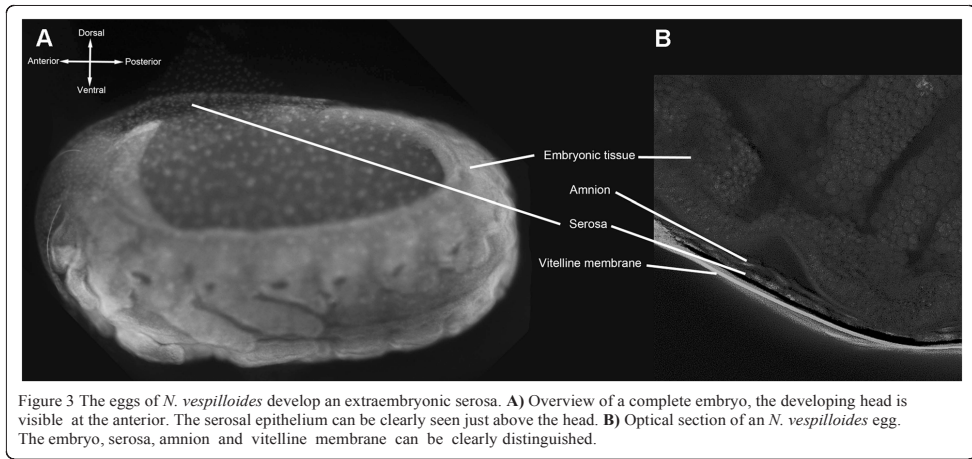 A
Dorsal
Anterior
Posterior
Ventral
B
Embryonic tissue
Amnion
Serosa
Vitelline membrane
Figure 3 The eggs of N. vespilloides develop an extraembryonic serosa. A) Overview of a complete embryo, the developing head is
visible at the anterior. The serosal epithelium can be clearly seen just above the head. B) Optical section of an N. vespilloides egg.
The embryo, serosa, amnion and vitelline membrane can be clearly distinguished.